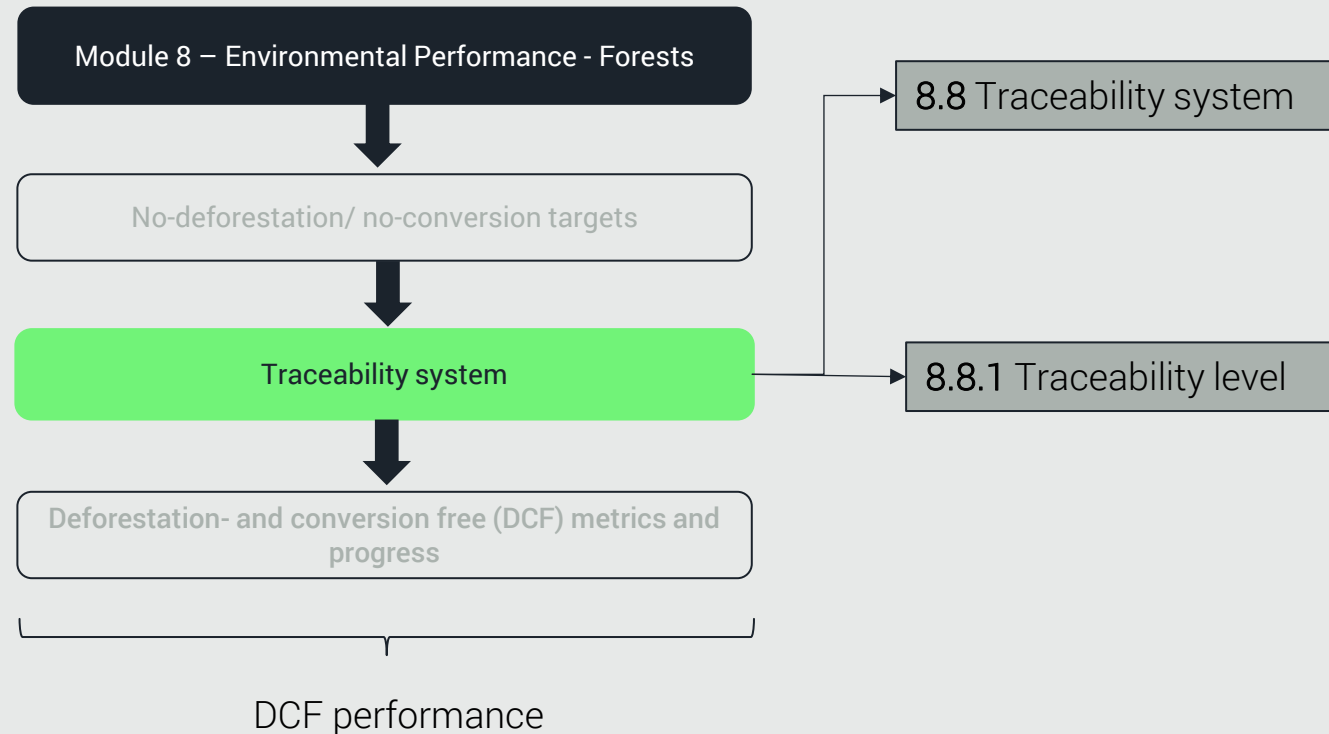 Module 8 – Environmental Performance - Forests
No-deforestation/ no-conversion targets
Traceability system
Deforestation- and conversion free (DCF) metrics and
progress
DCF performance
8.8 Traceability system
8.8.1 Traceability level